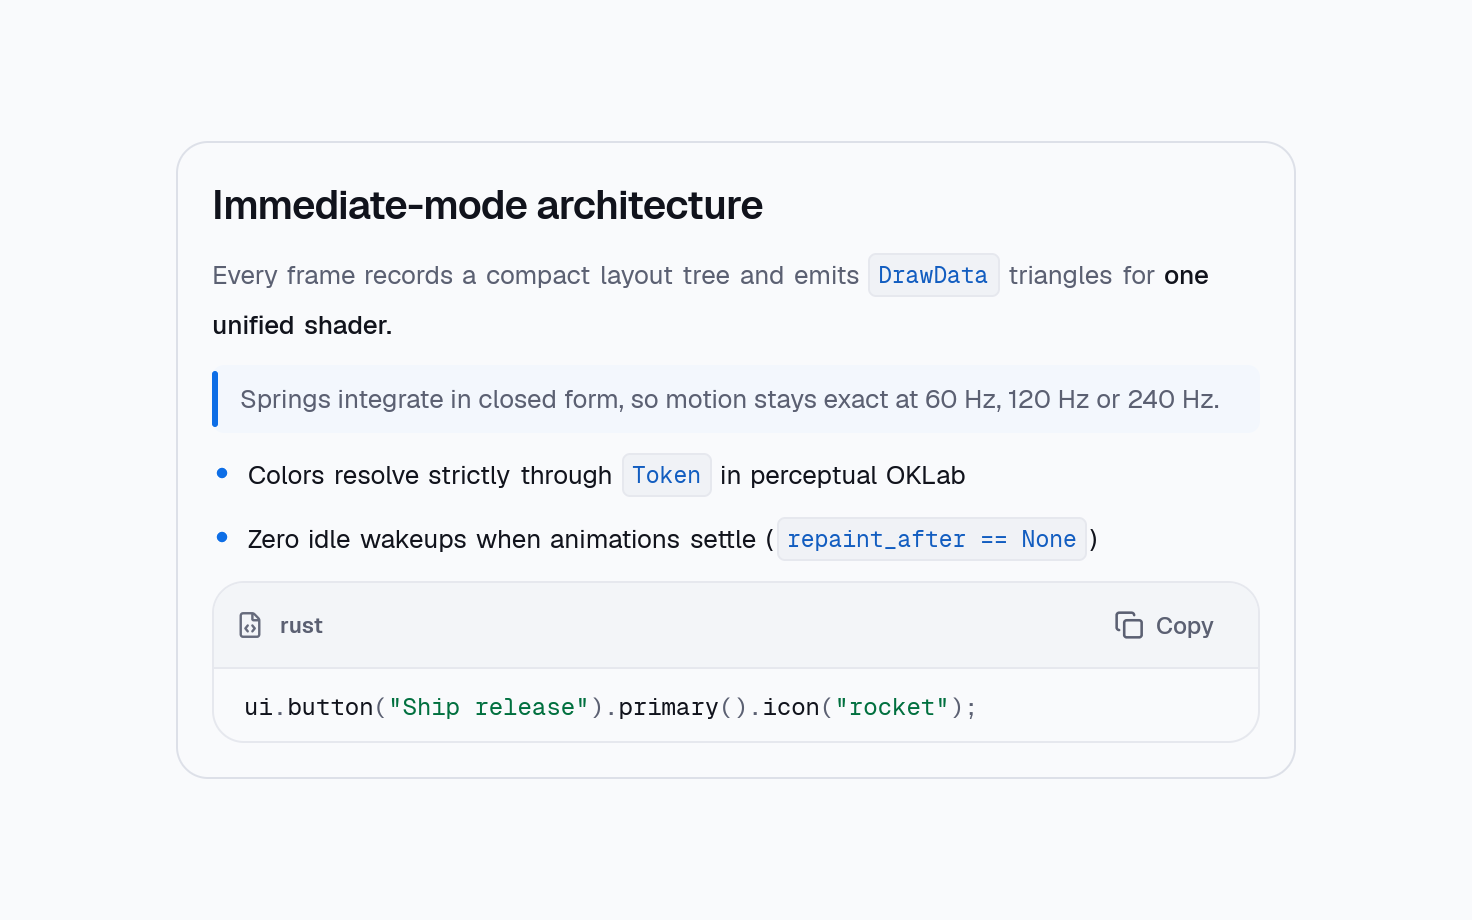 Immediate-mode architecture
Every frame records a compact layout tree and emits DrawData triangles for one
unified shader.
Springs integrate in closed form, so motion stays exact at 60 Hz, 120 Hz or 240 Hz.
Colors resolve strictly through Token in perceptual OKLab
Zero idle wakeups when animations settle (repaint_after == None)
rust Copy
ui.button("Ship release").primary().icon("rocket");